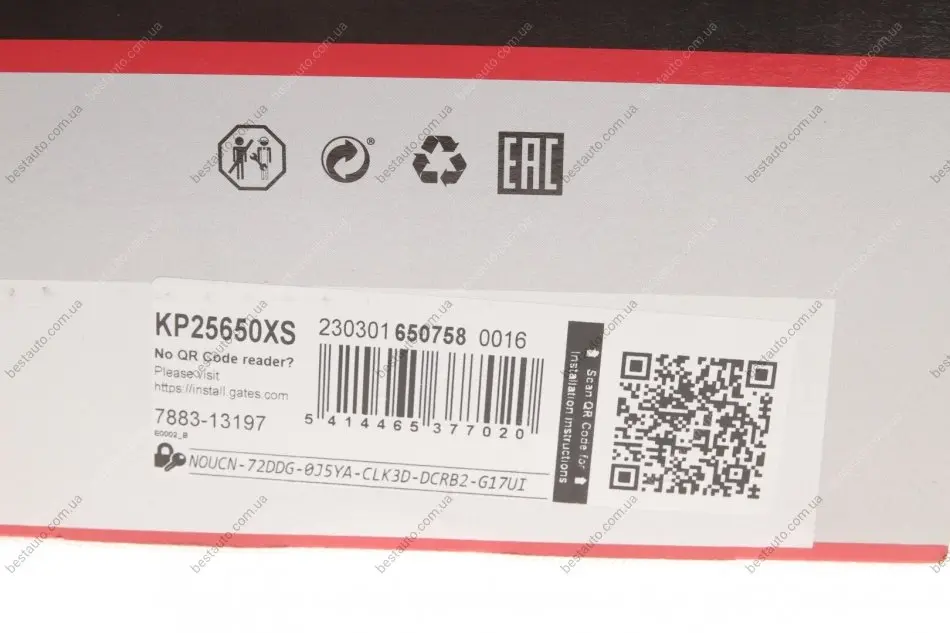 EAC
KP25650XS
230301 650758 0016
No QR Code reader?
Please visit
https://install.gates.com
7883-13197
E0002_B
5 414465 377020
NOUCN-72DDG-0J5YA-CLK3D-DCRB2-G17UI
Scan QR Code for
Installation Instructions
bestauto.com.ua